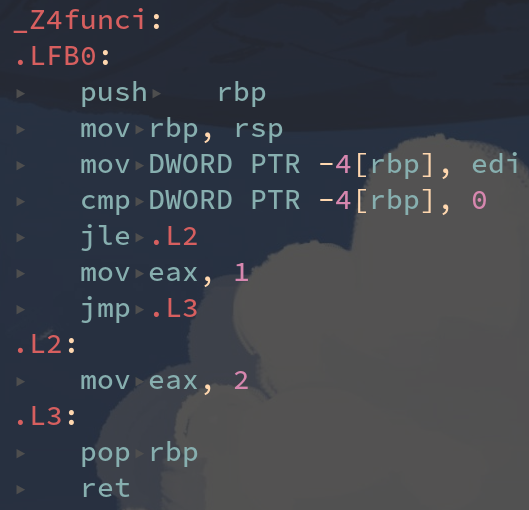 _Z4funci:
.LFB0:
push rbp
mov rbp, rsp
mov DWORD PTR -4[rbp], edi
cmp DWORD PTR -4[rbp], 0
jle .L2
mov eax, 1
jmp .L3
.L2:
mov eax, 2
.L3:
pop rbp
ret